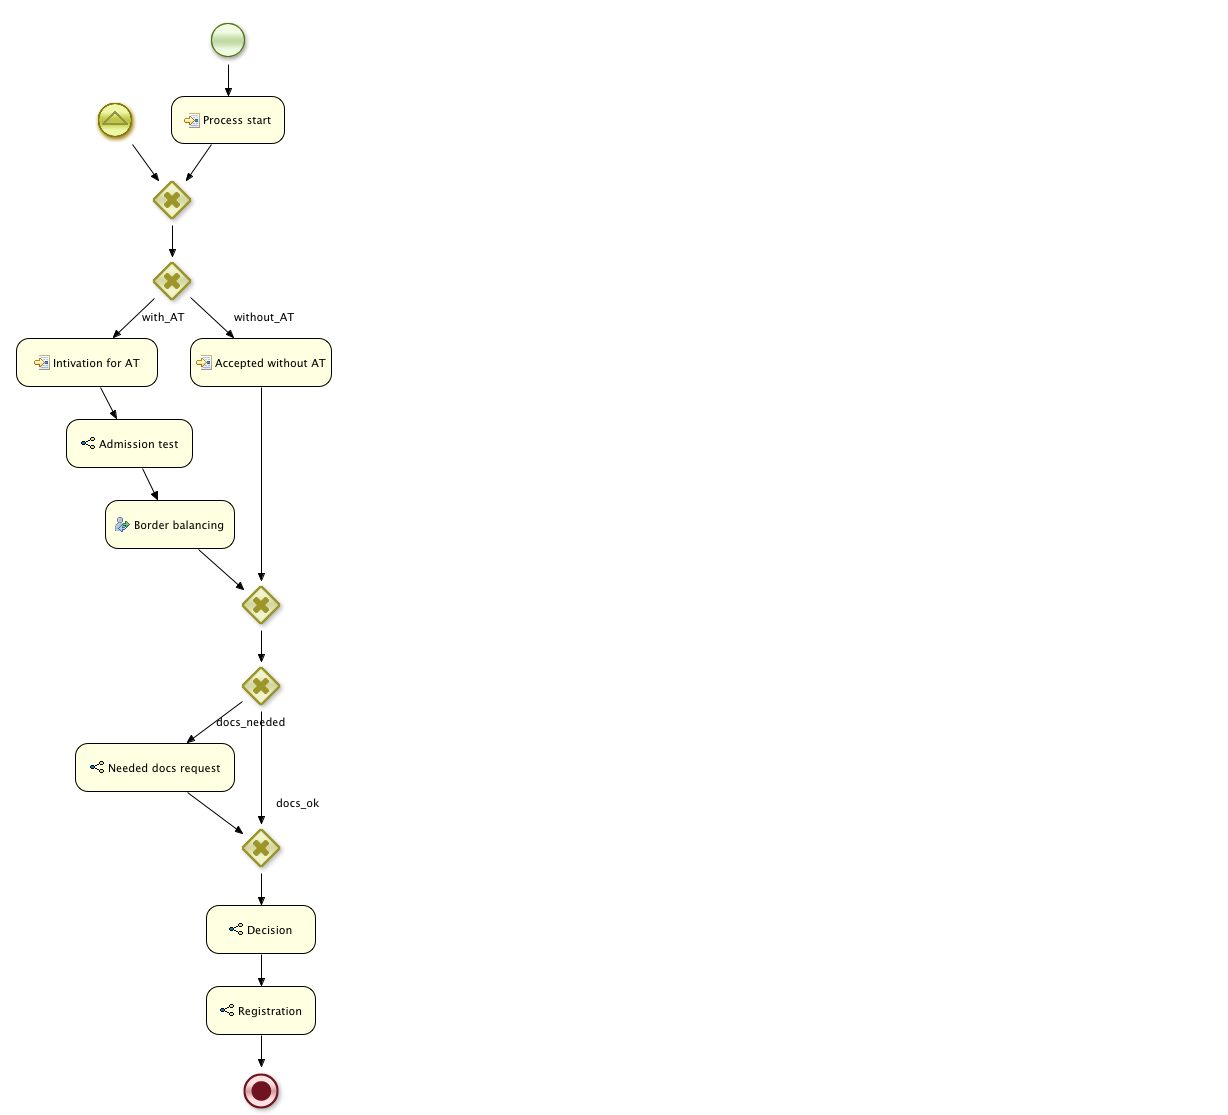 Process start
with_AT
without_AT
Intivation for AT
Accepted without AT
Admission test
Border balancing
docs_needed
Needed docs request
docs_ok
Decision
Registration